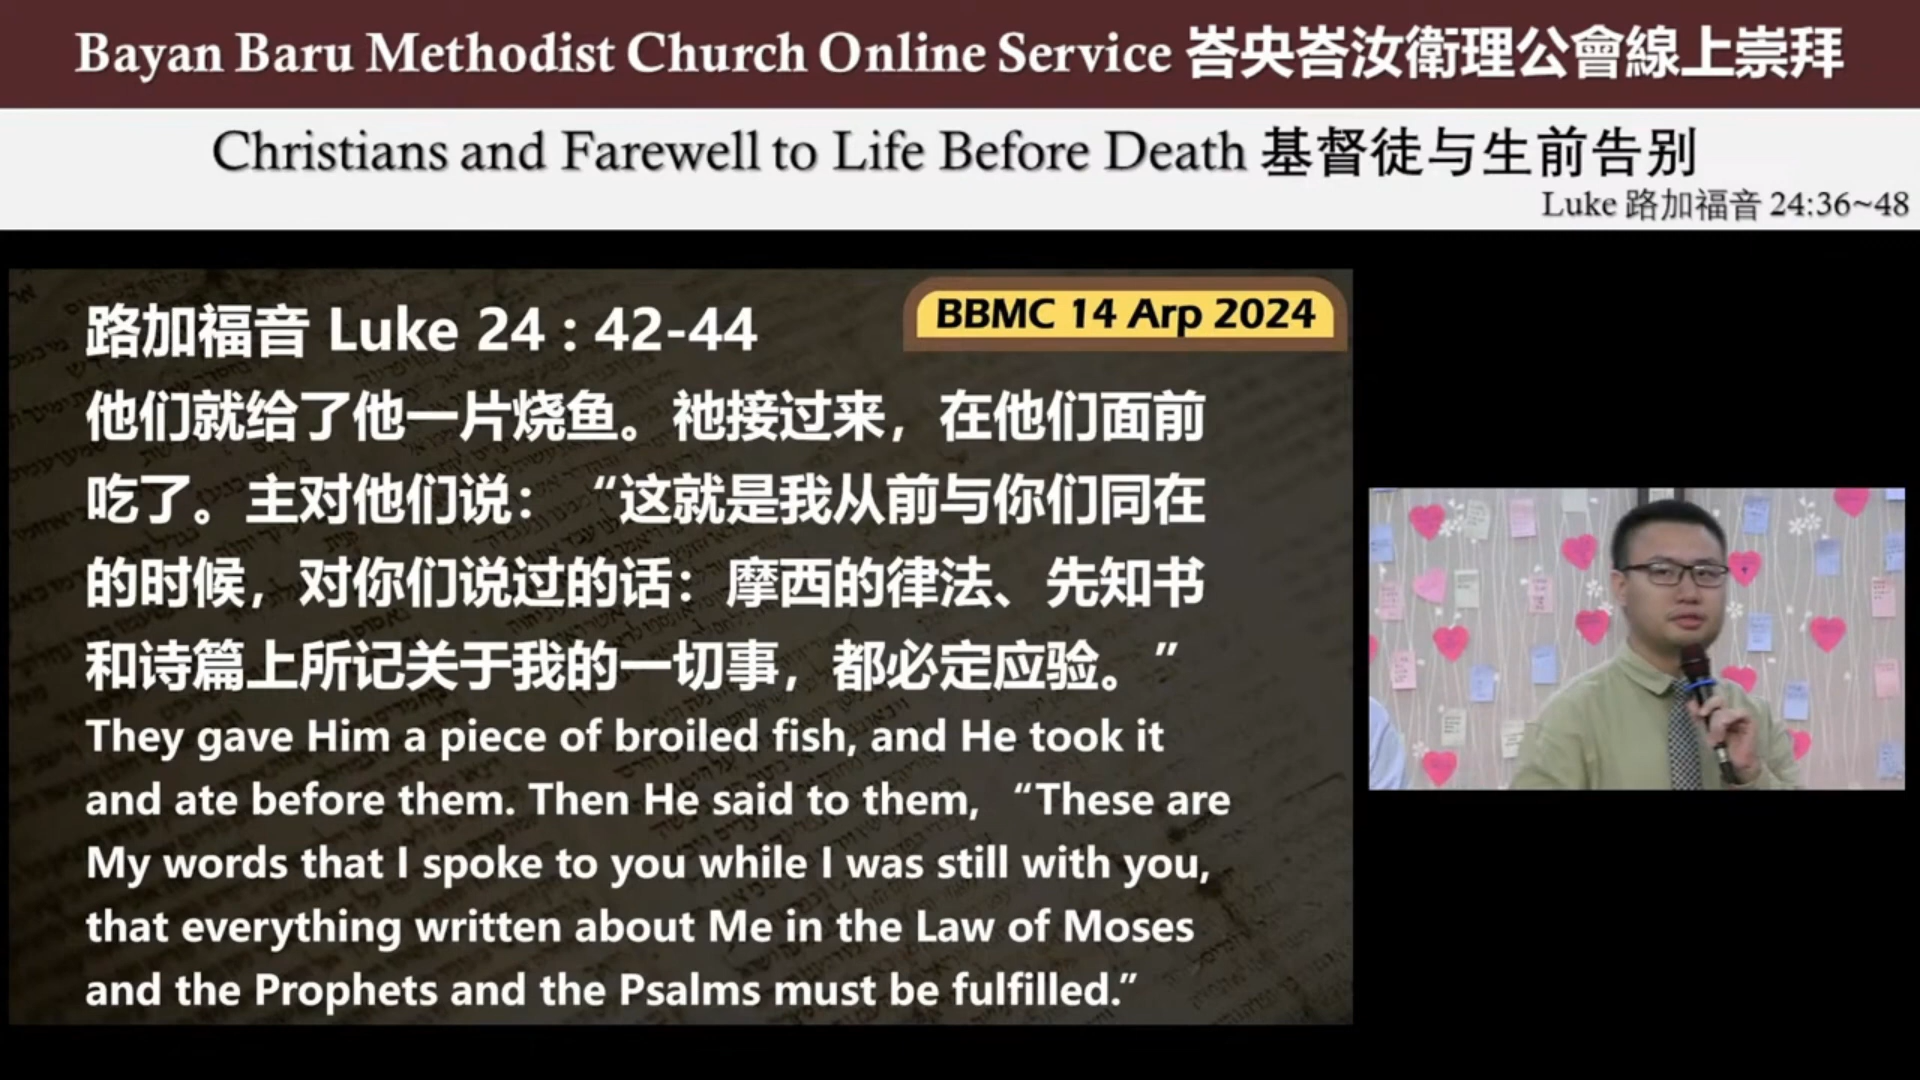 Bayan Baru Methodist Church Online Service 峇央峇汝衛理公會線上崇拜
Christians and Farewell to Life Before Death 基督徒与生前告别
Luke 路加福音 24:36~48
BBMC 14 Arp 2024
路加福音 Luke 24 : 42-44
他们就给了他一片烧鱼。祂接过来，在他们面前
吃了。主对他们说：“这就是我从前与你们同在
的时候，对你们说过的话：摩西的律法、先知书
和诗篇上所记关于我的一切事，都必定应验。”
They gave Him a piece of broiled fish, and He took it
and ate before them. Then He said to them, “These are
My words that I spoke to you while I was still with you,
that everything written about Me in the Law of Moses
and the Prophets and the Psalms must be fulfilled.”